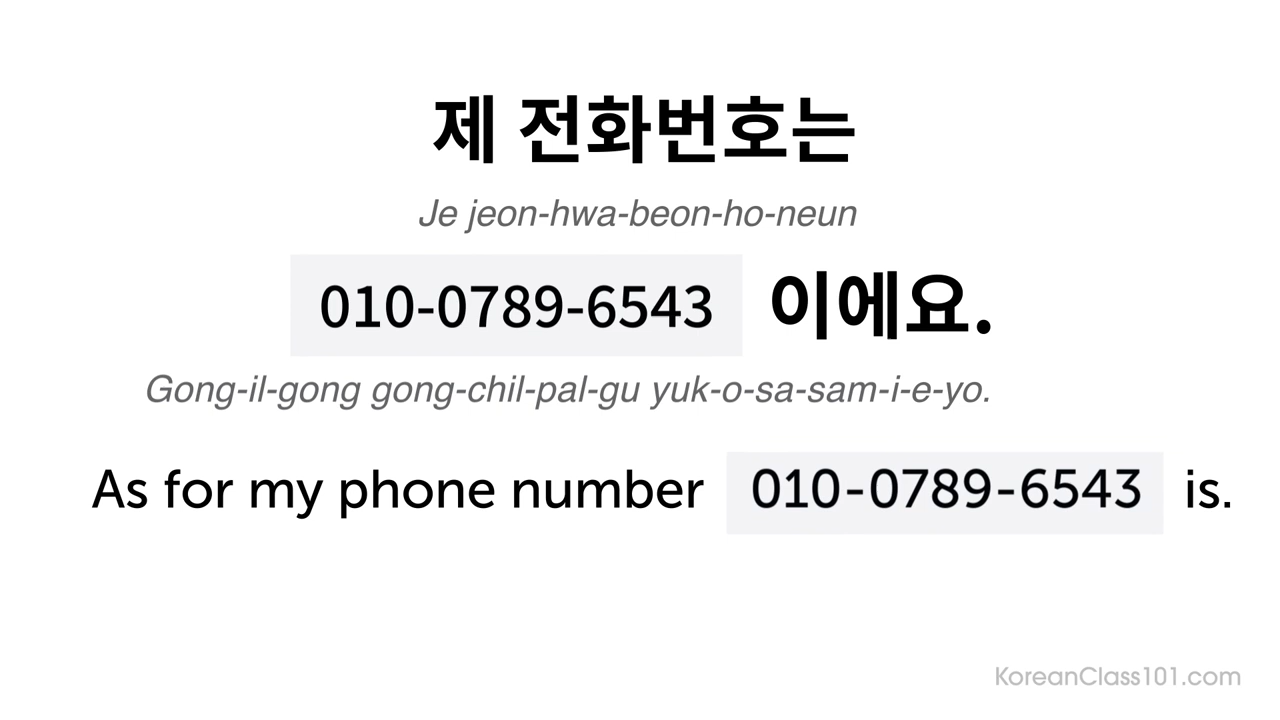 제 전화번호는
Je jeon-hwa-beon-ho-neun
010-0789-6543 이에요.
Gong-il-gong gong-chil-pal-gu yuk-o-sa-sam-i-e-yo.
As for my phone number 010-0789-6543 is.
KoreanClass101.com